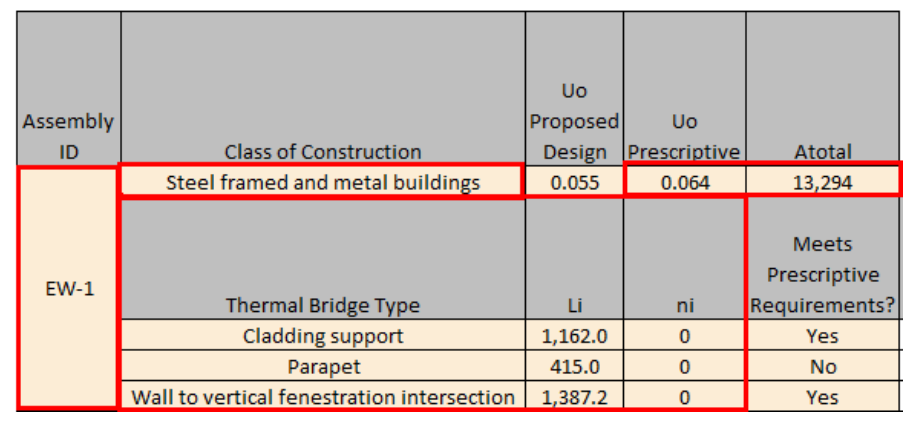 Assembly ID Class of Construction Uo Proposed Design Uo Prescriptive Atotal
EW-1 Steel framed and metal buildings 0.055 0.064 13,294
Thermal Bridge Type Li ni Meets Prescriptive Requirements?
Cladding support 1,162.0 0 Yes
Parapet 415.0 0 No
Wall to vertical fenestration intersection 1,387.2 0 Yes